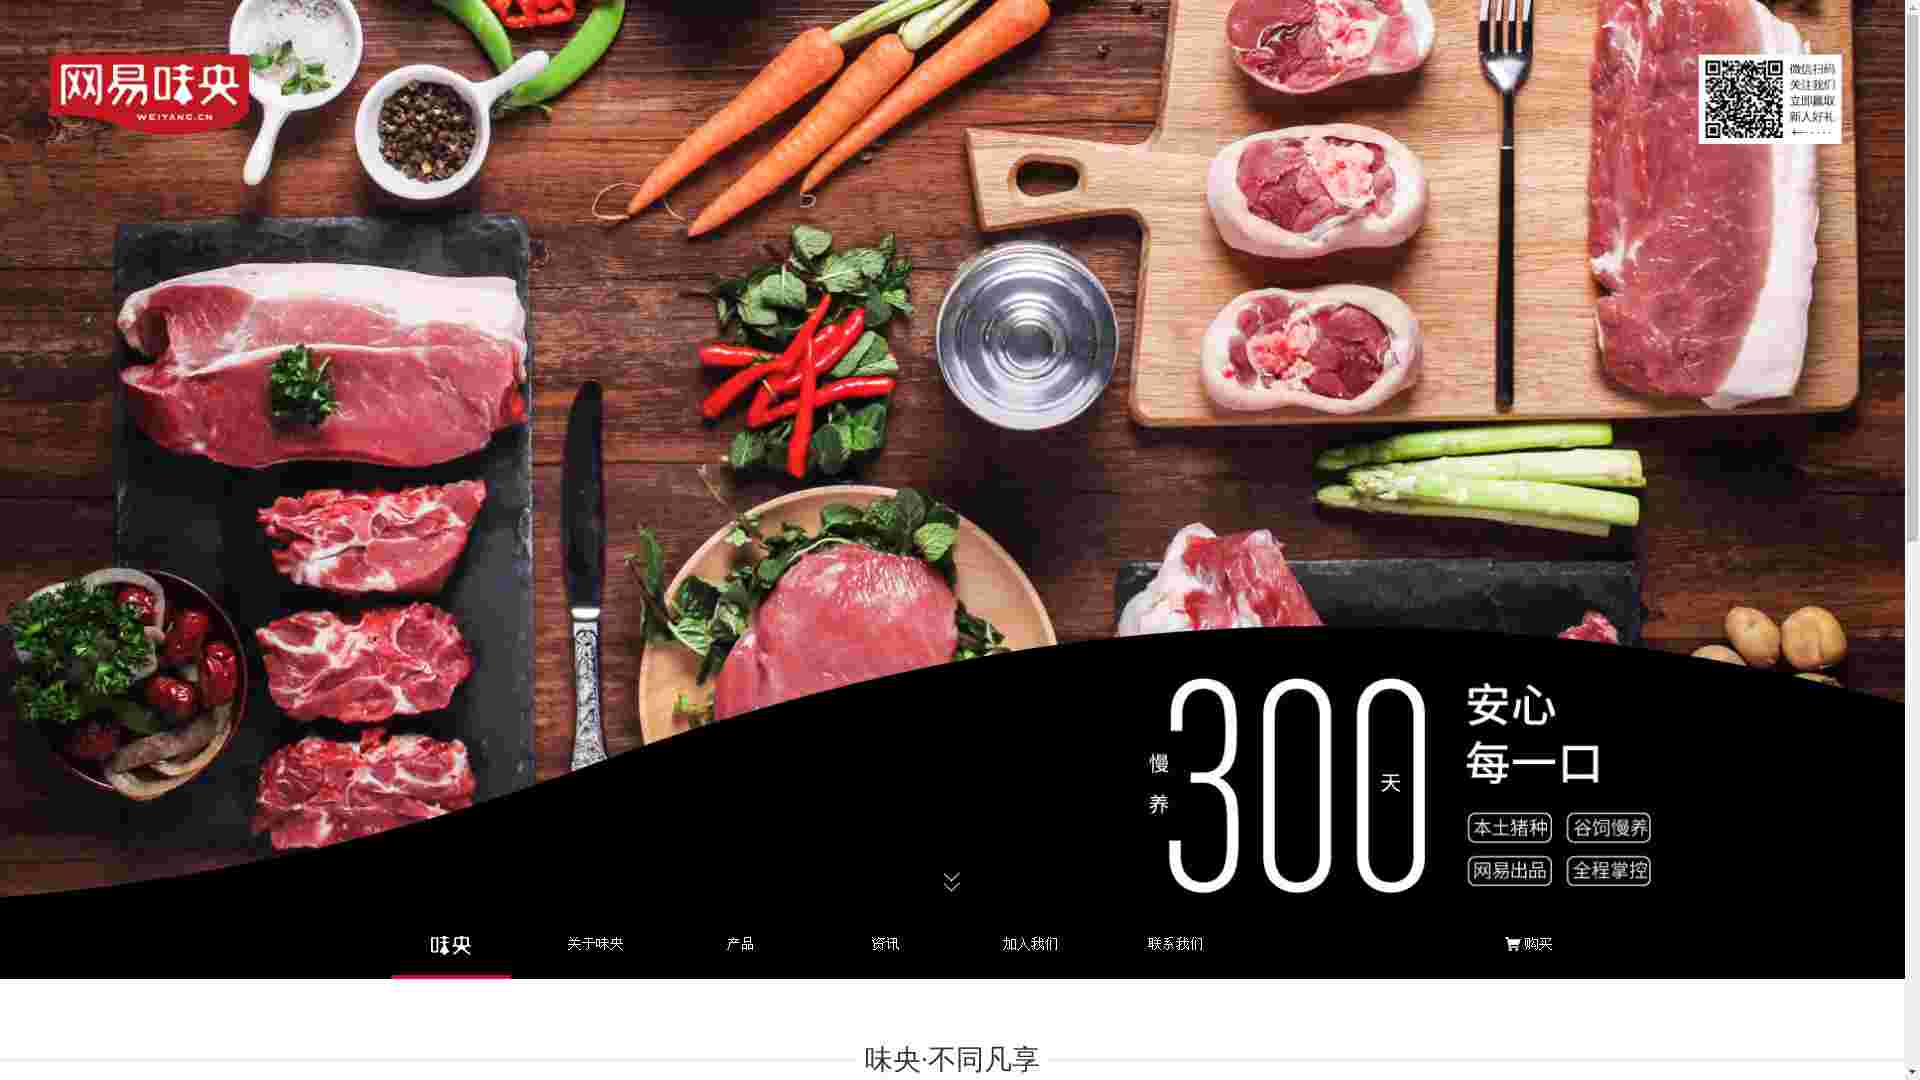 网易味央
WEIYANG.CN
微信扫码
关注我们
立即赢取
新人好礼
慢养
300
天
安心
每一口
本土猪种
谷饲慢养
网易出品
全程掌控
味央
关于味央
产品
资讯
加入我们
联系我们
购买
味央·不同凡享